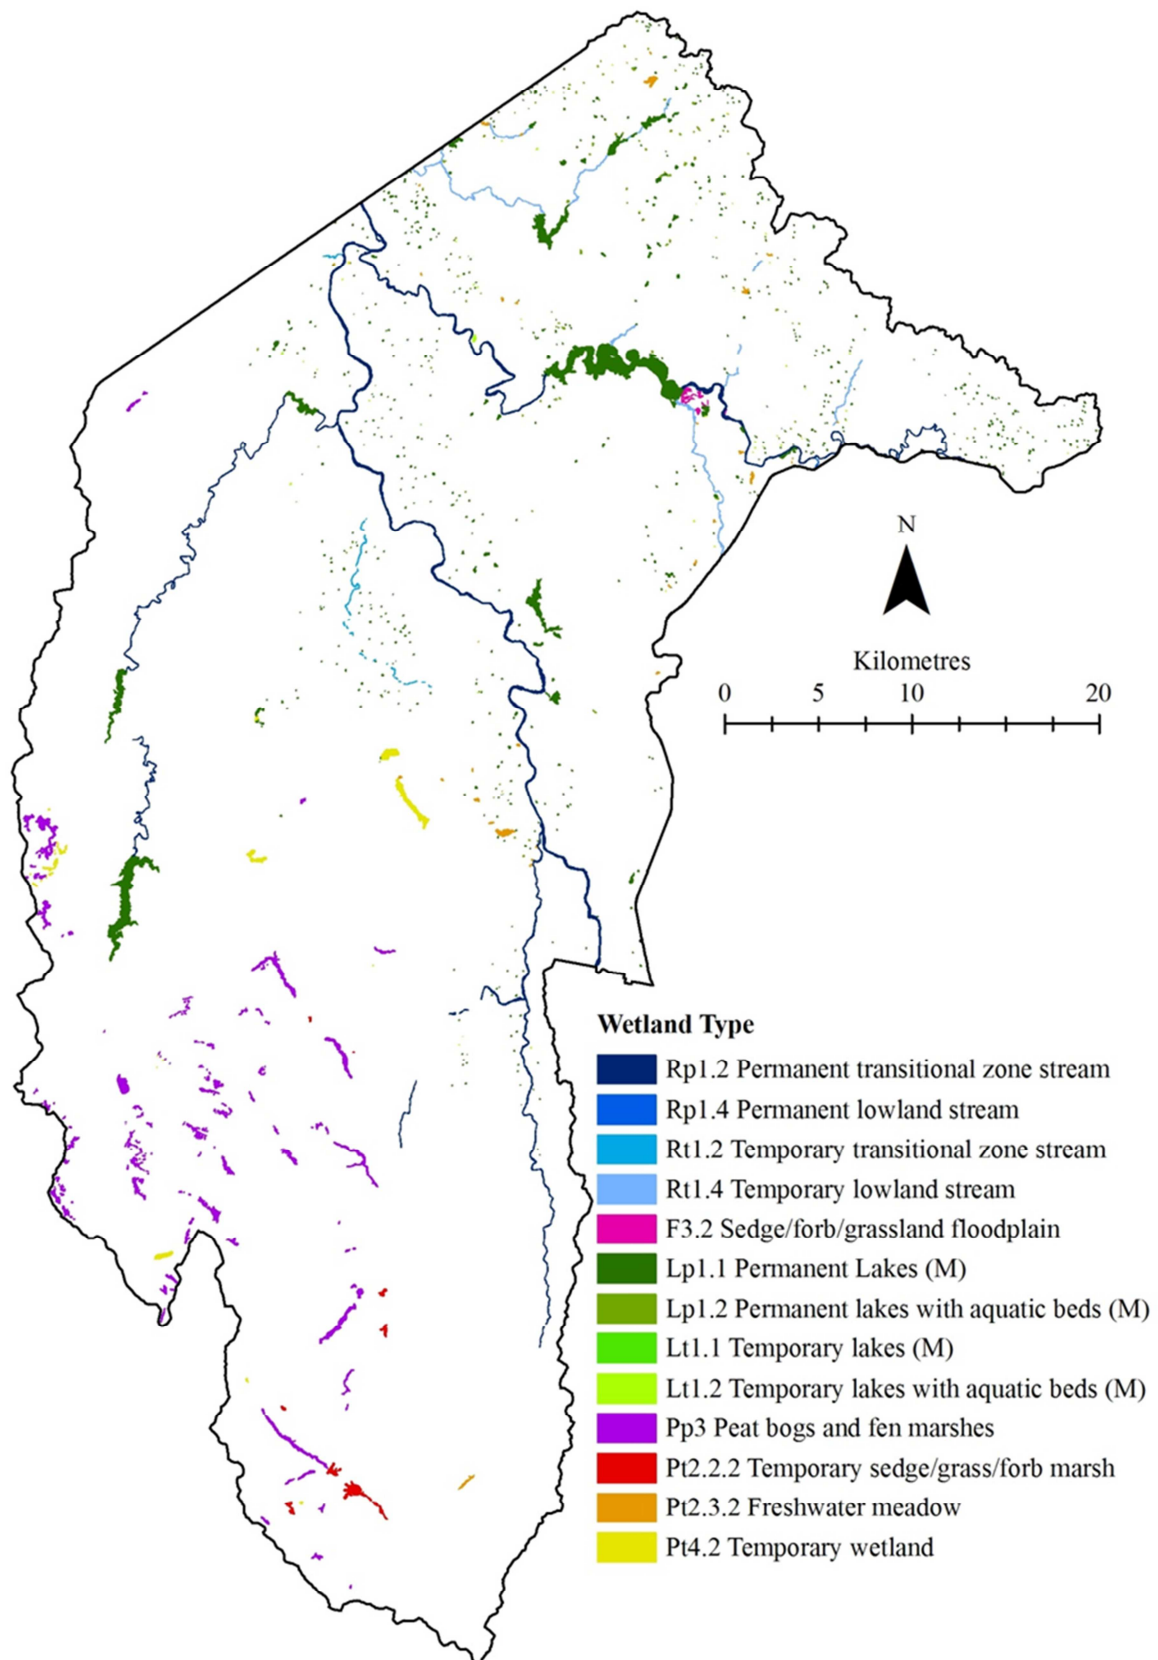 N
Kilometres
0 5 10 20
Wetland Type
Rp1.2 Permanent transitional zone stream
Rp1.4 Permanent lowland stream
Rt1.2 Temporary transitional zone stream
Rt1.4 Temporary lowland stream
F3.2 Sedge/forb/grassland floodplain
Lp1.1 Permanent Lakes (M)
Lp1.2 Permanent lakes with aquatic beds (M)
Lt1.1 Temporary lakes (M)
Lt1.2 Temporary lakes with aquatic beds (M)
Pp3 Peat bogs and fen marshes
Pt2.2.2 Temporary sedge/grass/forb marsh
Pt2.3.2 Freshwater meadow
Pt4.2 Temporary wetland